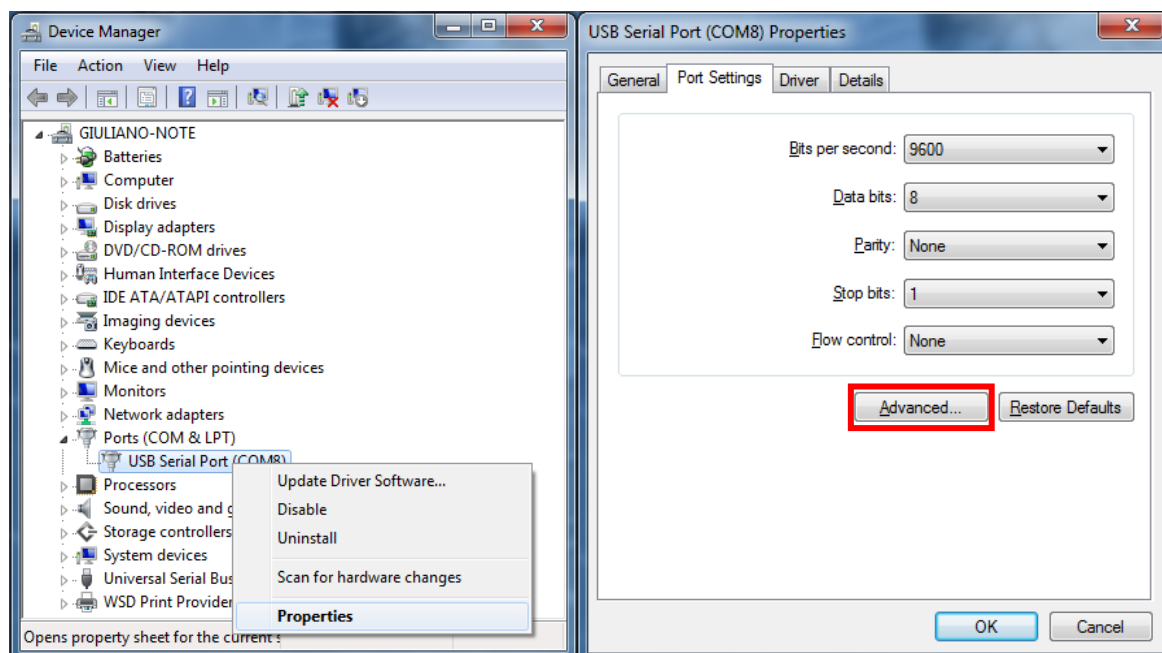 Device Manager
File Action View Help
GIULIANO-NOTE
Batteries
Computer
Disk drives
Display adapters
DVD/CD-ROM drives
Human Interface Devices
IDE ATA/ATAPI controllers
Imaging devices
Keyboards
Mice and other pointing devices
Monitors
Network adapters
Ports (COM & LPT)
USB Serial Port (COM8)
Processors
Sound, video and g
Storage controllers
System devices
Universal Serial Bus
WSD Print Provider
Update Driver Software...
Disable
Uninstall
Scan for hardware changes
Properties
Opens property sheet for the current s
USB Serial Port (COM8) Properties
General Port Settings Driver Details
Bits per second: 9600
Data bits: 8
Parity: None
Stop bits: 1
Flow control: None
Advanced... Restore Defaults
OK Cancel